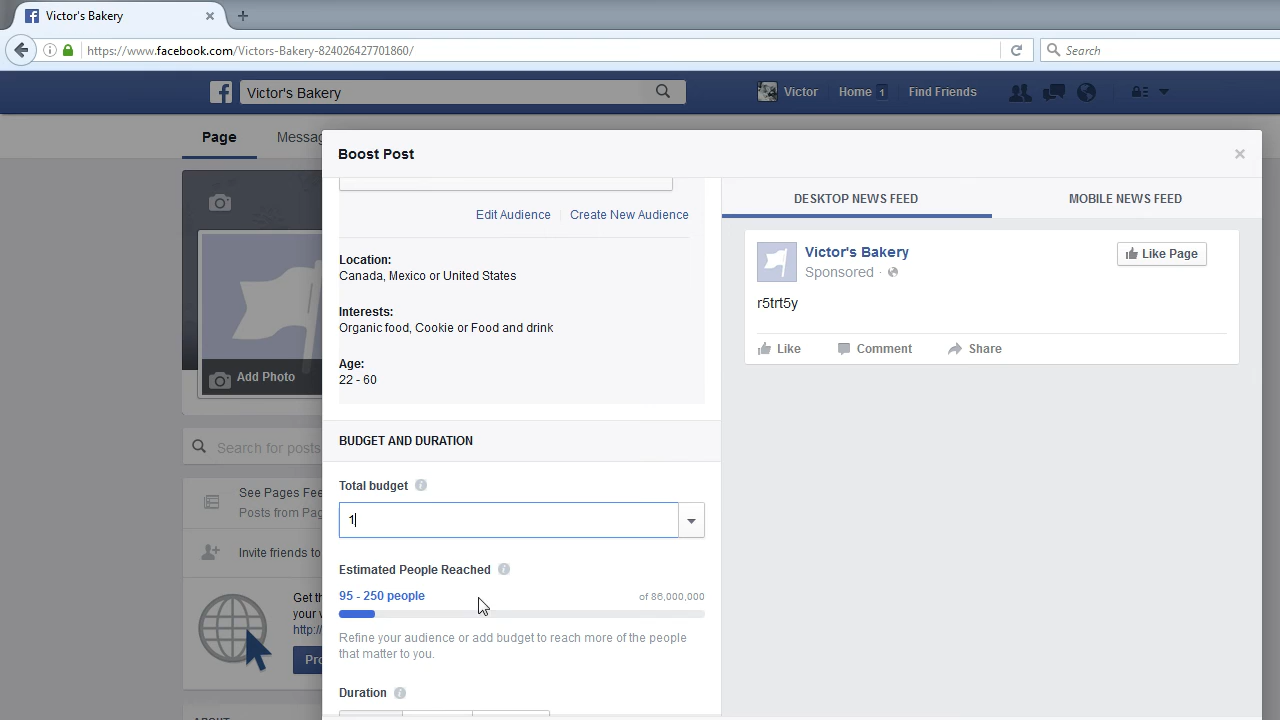 Victor's Bakery
https://www.facebook.com/Victors-Bakery-824026427701860/
Search
Victor's Bakery
Victor
Home 1
Find Friends
Page
Messag
Boost Post
Edit Audience
Create New Audience
Location:
Canada, Mexico or United States
Interests:
Organic food, Cookie or Food and drink
Age:
22 - 60
BUDGET AND DURATION
Total budget
1
Estimated People Reached
95 - 250 people
of 86,000,000
Refine your audience or add budget to reach more of the people
that matter to you.
Duration
DESKTOP NEWS FEED
MOBILE NEWS FEED
Victor's Bakery
Sponsored ·
Like Page
r5trt5y
Like
Comment
Share
Add Photo
Search for posts
See Pages Fee
Posts from Pag
Invite friends to
Get th
your v
http://
Pro
ABOUT